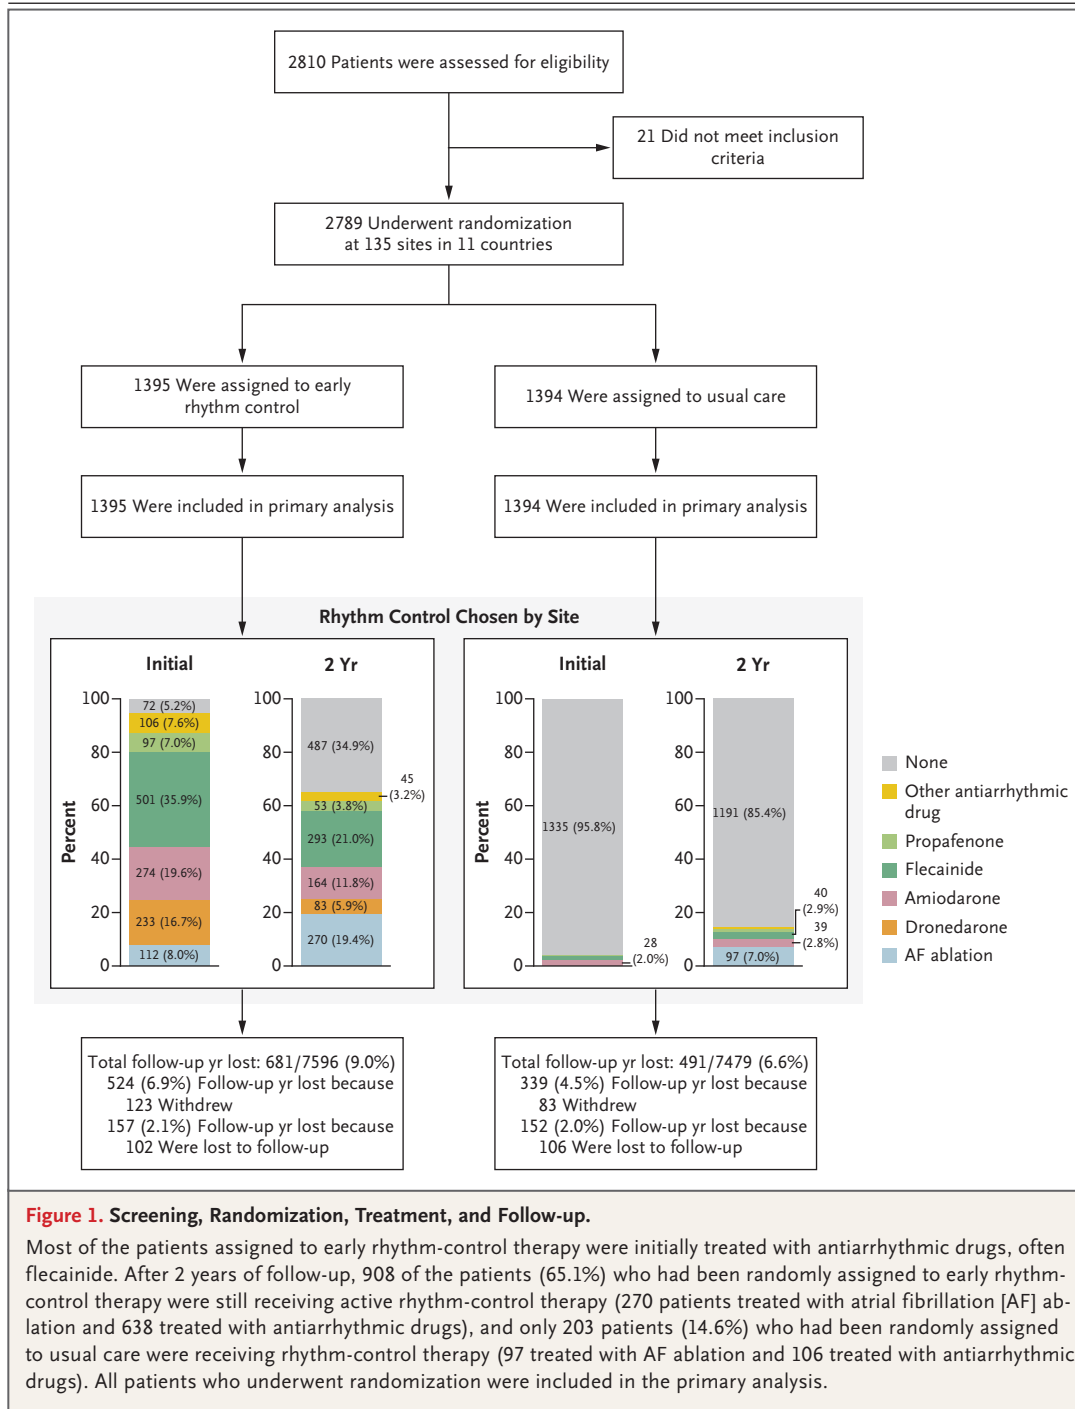 2810 Patients were assessed for eligibility
21 Did not meet inclusion
criteria
2789 Underwent randomization
at 135 sites in 11 countries
1395 Were assigned to early
rhythm control
1394 Were assigned to usual care
1395 Were included in primary analysis
1394 Were included in primary analysis
Rhythm Control Chosen by Site
Initial
Percent
100
80
60
40
20
0
72 (5.2%)
106 (7.6%)
97 (7.0%)
501 (35.9%)
274 (19.6%)
233 (16.7%)
112 (8.0%)
2 Yr
100
80
60
40
20
0
487 (34.9%)
45
(3.2%)
53 (3.8%)
293 (21.0%)
164 (11.8%)
83 (5.9%)
270 (19.4%)
Initial
Percent
100
80
60
40
20
0
1335 (95.8%)
28
(2.0%)
2 Yr
100
80
60
40
20
0
1191 (85.4%)
40
(2.9%)
39
(2.8%)
97 (7.0%)
None
Other antiarrhythmic
drug
Propafenone
Flecainide
Amiodarone
Dronedarone
AF ablation
Total follow-up yr lost: 681/7596 (9.0%)
524 (6.9%) Follow-up yr lost because
123 Withdrew
157 (2.1%) Follow-up yr lost because
102 Were lost to follow-up
Total follow-up yr lost: 491/7479 (6.6%)
339 (4.5%) Follow-up yr lost because
83 Withdrew
152 (2.0%) Follow-up yr lost because
106 Were lost to follow-up
Figure 1. Screening, Randomization, Treatment, and Follow-up.
Most of the patients assigned to early rhythm-control therapy were initially treated with antiarrhythmic drugs, often
flecainide. After 2 years of follow-up, 908 of the patients (65.1%) who had been randomly assigned to early rhythm-
control therapy were still receiving active rhythm-control therapy (270 patients treated with atrial fibrillation [AF] ab-
lation and 638 treated with antiarrhythmic drugs), and only 203 patients (14.6%) who had been randomly assigned
to usual care were receiving rhythm-control therapy (97 treated with AF ablation and 106 treated with antiarrhythmic
drugs). All patients who underwent randomization were included in the primary analysis.